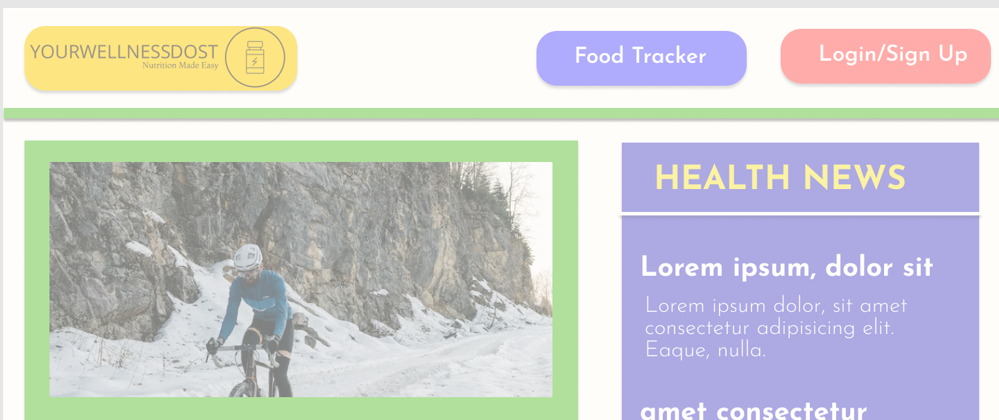 YOURWELLNESSDOST
Nutrition Made Easy
Food Tracker
Login/Sign Up
HEALTH NEWS
Lorem ipsum, dolor sit
Lorem ipsum dolor, sit amet
consectetur adipisicing elit.
Eaque, nulla.
amet consectetur